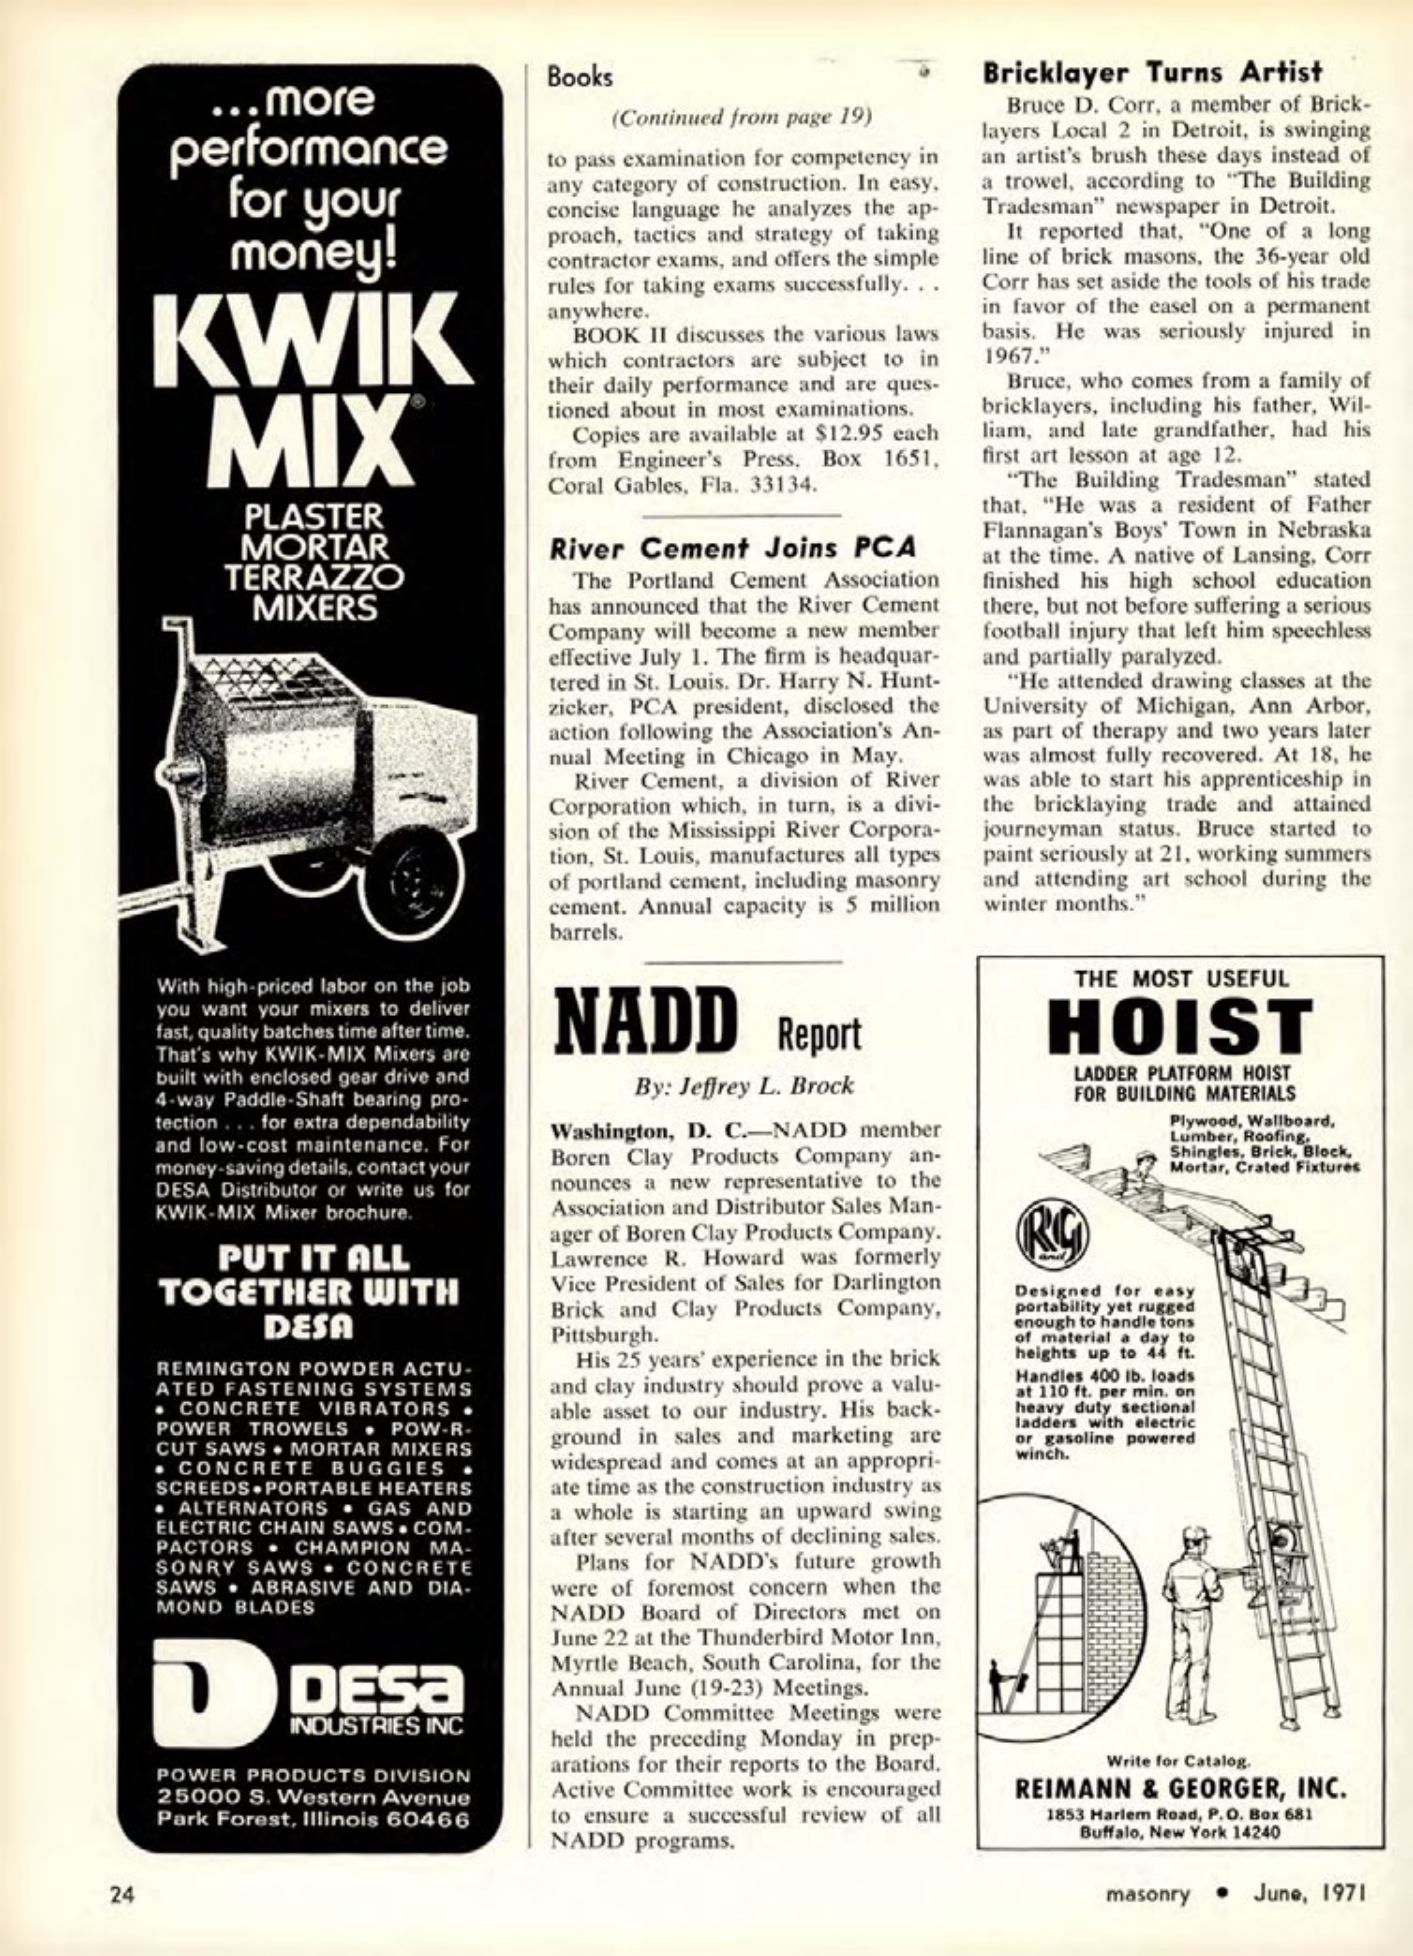 ...more
performance
for your
money!
KWIK
MIX®
PLASTER
MORTAR
TERRAZZO
MIXERS
With high-priced labor on the job
you want your mixers to deliver
fast, quality batches time after time.
That's why KWIK-MIX Mixers are
built with enclosed gear drive and
4-way Paddle-Shaft bearing pro-
tection . . . for extra dependability
and low-cost maintenance. For
money-saving details, contact your
DESA Distributor or write us for
KWIK-MIX Mixer brochure.
PUT IT ALL
TOGETHER WITH
DESA
REMINGTON POWDER ACTU-
ATED FASTENING SYSTEMS
• CONCRETE VIBRATORS •
POWER TROWELS • POW-R-
CUT SAWS • MORTAR MIXERS
• CONCRETE BUGGIES •
SCREEDS • PORTABLE HEATERS
• ALTERNATORS • GAS AND
ELECTRIC CHAIN SAWS • COM-
PACTORS • CHAMPION MA-
SONRY SAWS • CONCRETE
SAWS • ABRASIVE AND DIA-
MOND BLADES
D DESA
INDUSTRIES INC
POWER PRODUCTS DIVISION
25000 S. Western Avenue
Park Forest, Illinois 60466
Books
(Continued from page 19)
to pass examination for competency in
any category of construction. In easy,
concise language he analyzes the ap-
proach, tactics and strategy of taking
contractor exams, and offers the simple
rules for taking exams successfully. . .
anywhere.
BOOK II discusses the various laws
which contractors are subject to in
their daily performance and are ques-
tioned about in most examinations.
Copies are available at $12.95 each
from Engineer's Press, Box 1651,
Coral Gables, Fla. 33134.
River Cement Joins PCA
The Portland Cement Association
has announced that the River Cement
Company will become a new member
effective July 1. The firm is headquar-
tered in St. Louis. Dr. Harry N. Hunt-
zicker, PCA president, disclosed the
action following the Association's An-
nual Meeting in Chicago in May.
River Cement, a division of River
Corporation which, in turn, is a divi-
sion of the Mississippi River Corpora-
tion, St. Louis, manufactures all types
of portland cement, including masonry
cement. Annual capacity is 5 million
barrels.
NADD Report
By: Jeffrey L. Brock
Washington, D. C.—NADD member
Boren Clay Products Company an-
nounces a new representative to the
Association and Distributor Sales Man-
ager of Boren Clay Products Company.
Lawrence R. Howard was formerly
Vice President of Sales for Darlington
Brick and Clay Products Company,
Pittsburgh.
His 25 years' experience in the brick
and clay industry should prove a valu-
able asset to our industry. His back-
ground in sales and marketing are
widespread and comes at an appropri-
ate time as the construction industry as
a whole is starting an upward swing
after several months of declining sales.
Plans for NADD's future growth
were of foremost concern when the
NADD Board of Directors met on
June 22 at the Thunderbird Motor Inn,
Myrtle Beach, South Carolina, for the
Annual June (19-23) Meetings.
NADD Committee Meetings were
held the preceding Monday in prep-
arations for their reports to the Board.
Active Committee work is encouraged
to ensure a successful review of all
NADD programs.
Bricklayer Turns Artist
Bruce D. Corr, a member of Brick-
layers Local 2 in Detroit, is swinging
an artist's brush these days instead of
a trowel, according to "The Building
Tradesman" newspaper in Detroit.
It reported that, "One of a long
line of brick masons, the 36-year old
Corr has set aside the tools of his trade
in favor of the easel on a permanent
basis. He was seriously injured in
1967."
Bruce, who comes from a family of
bricklayers, including his father, Wil-
liam, and late grandfather, had his
first art lesson at age 12.
"The Building Tradesman" stated
that, "He was a resident of Father
Flannagan's Boys' Town in Nebraska
at the time. A native of Lansing, Corr
finished his high school education
there, but not before suffering a serious
football injury that left him speechless
and partially paralyzed.
"He attended drawing classes at the
University of Michigan, Ann Arbor,
as part of therapy and two years later
was almost fully recovered. At 18, he
was able to start his apprenticeship in
the bricklaying trade and attained
journeyman status. Bruce started to
paint seriously at 21, working summers
and attending art school during the
winter months."
THE MOST USEFUL
HOIST
LADDER PLATFORM HOIST
FOR BUILDING MATERIALS
Plywood, Wallboard,
Lumber, Roofing,
Shingles, Brick, Block,
Mortar, Crated Fixtures
R and G
Designed for easy
portability yet rugged
enough to handle tons
of material a day to
heights up to 44 ft.
Handles 400 lb. loads
at 110 ft. per min. on
heavy duty sectional
ladders with electric
or gasoline powered
winch.
Write for Catalog.
REIMANN & GEORGER, INC.
1853 Harlem Road, P.O. Box 681
Buffalo, New York 14240
24
masonry • June, 1971